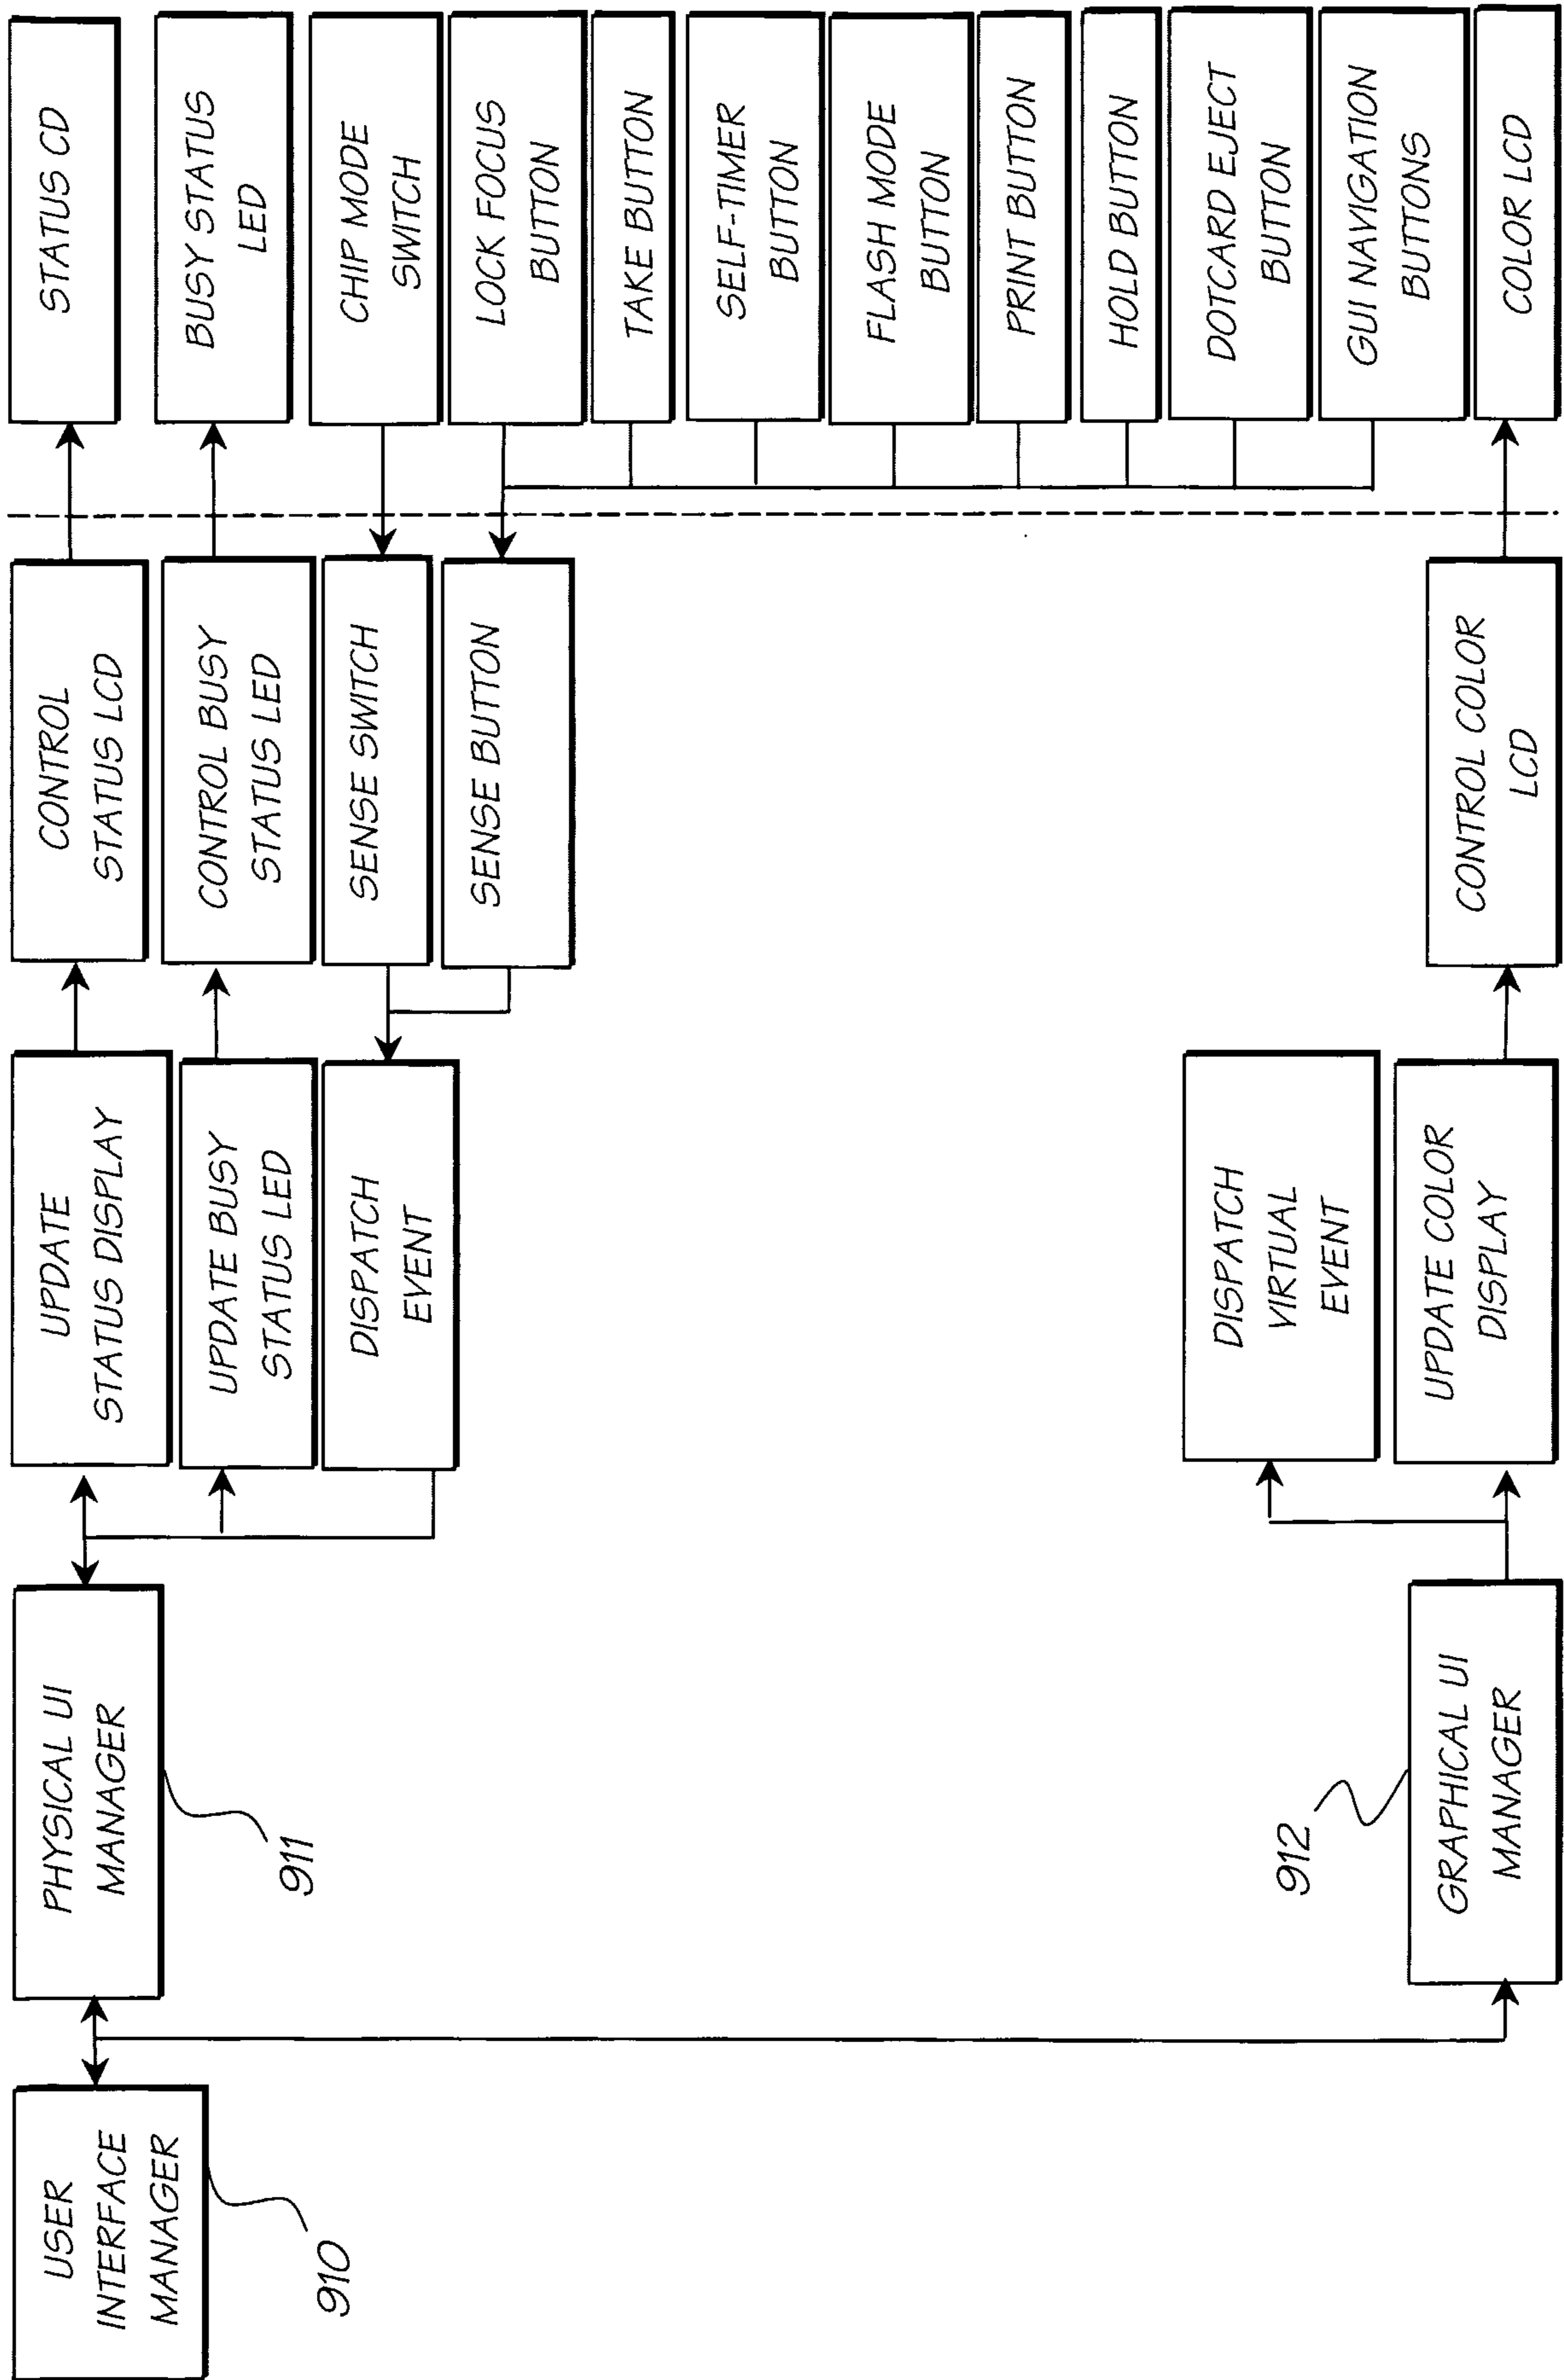 USER
INTERFACE
MANAGER
910
PHYSICAL UI
MANAGER
911
GRAPHICAL UI
MANAGER
912
UPDATE
STATUS DISPLAY
UPDATE BUSY
STATUS LED
DISPATCH
EVENT
DISPATCH
VIRTUAL
EVENT
UPDATE COLOR
DISPLAY
CONTROL
STATUS LCD
CONTROL BUSY
STATUS LED
SENSE SWITCH
SENSE BUTTON
CONTROL COLOR
LCD
STATUS CD
BUSY STATUS
LED
CHIP MODE
SWITCH
LOCK FOCUS
BUTTON
TAKE BUTTON
SELF-TIMER
BUTTON
FLASH MODE
BUTTON
PRINT BUTTON
HOLD BUTTON
DOTCARD EJECT
BUTTON
GUI NAVIGATION
BUTTONS
COLOR LCD